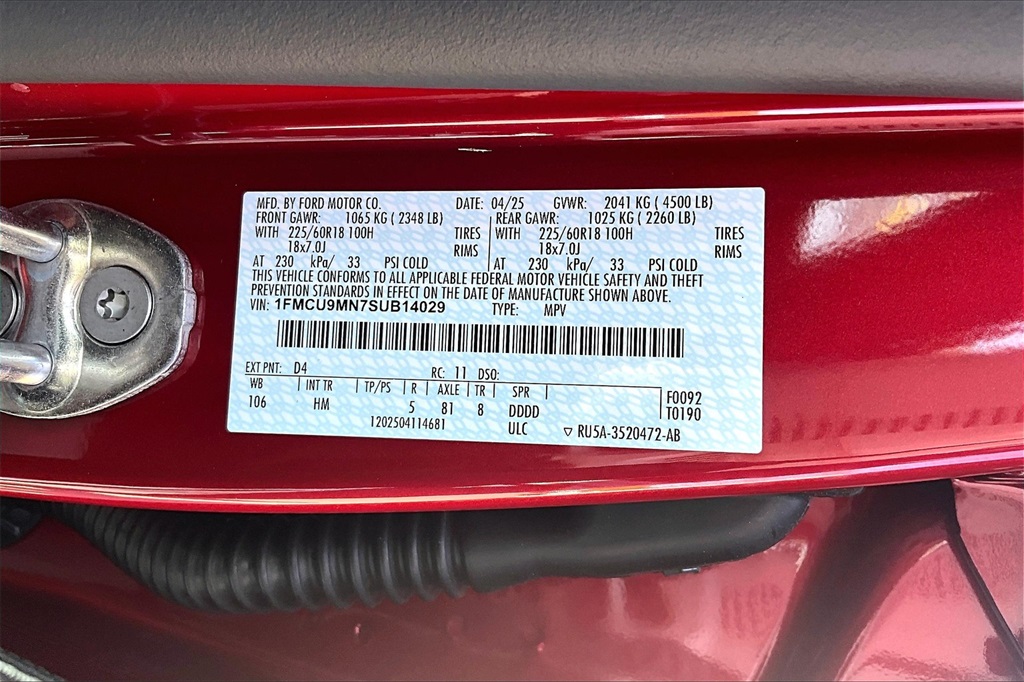 MFD. BY FORD MOTOR CO. DATE: 04/25 GVWR: 2041 KG ( 4500 LB)
FRONT GAWR: 1065 KG ( 2348 LB) REAR GAWR: 1025 KG ( 2260 LB)
WITH 225/60R18 100H TIRES WITH 225/60R18 100H TIRES
18x7.0J RIMS 18x7.0J RIMS
AT 230 kPa/ 33 PSI COLD AT 230 kPa/ 33 PSI COLD
THIS VEHICLE CONFORMS TO ALL APPLICABLE FEDERAL MOTOR VEHICLE SAFETY AND THEFT
PREVENTION STANDARDS IN EFFECT ON THE DATE OF MANUFACTURE SHOWN ABOVE.
VIN: 1FMCU9MN7SUB14029 TYPE: MPV
EXT PNT: D4 RC: 11 DSO:
WB INT TR TP/PS R AXLE TR SPR F0092
106 HM 5 81 8 DDDD T0190
1202504114681 ULC ▽ RU5A-3520472-AB